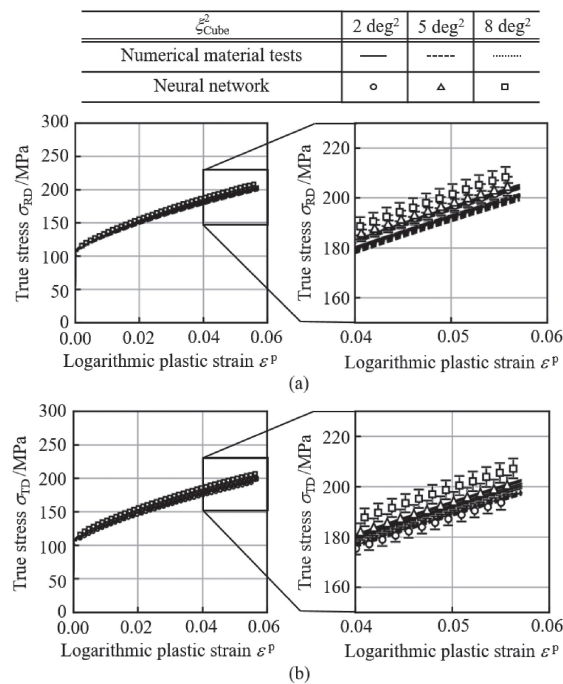 ξ²Cube 2 deg² 5 deg² 8 deg²
Numerical material tests
Neural network
300
250
200
150
100
50
0
True stress σRD /MPa
0.00 0.02 0.04 0.06
Logarithmic plastic strain εᵖ
220
200
180
160
True stress σRD /MPa
0.04 0.05 0.06
Logarithmic plastic strain εᵖ
(a)
300
250
200
150
100
50
0
True stress σTD /MPa
0.00 0.02 0.04 0.06
Logarithmic plastic strain εᵖ
220
200
180
160
True stress σTD /MPa
0.04 0.05 0.06
Logarithmic plastic strain εᵖ
(b)